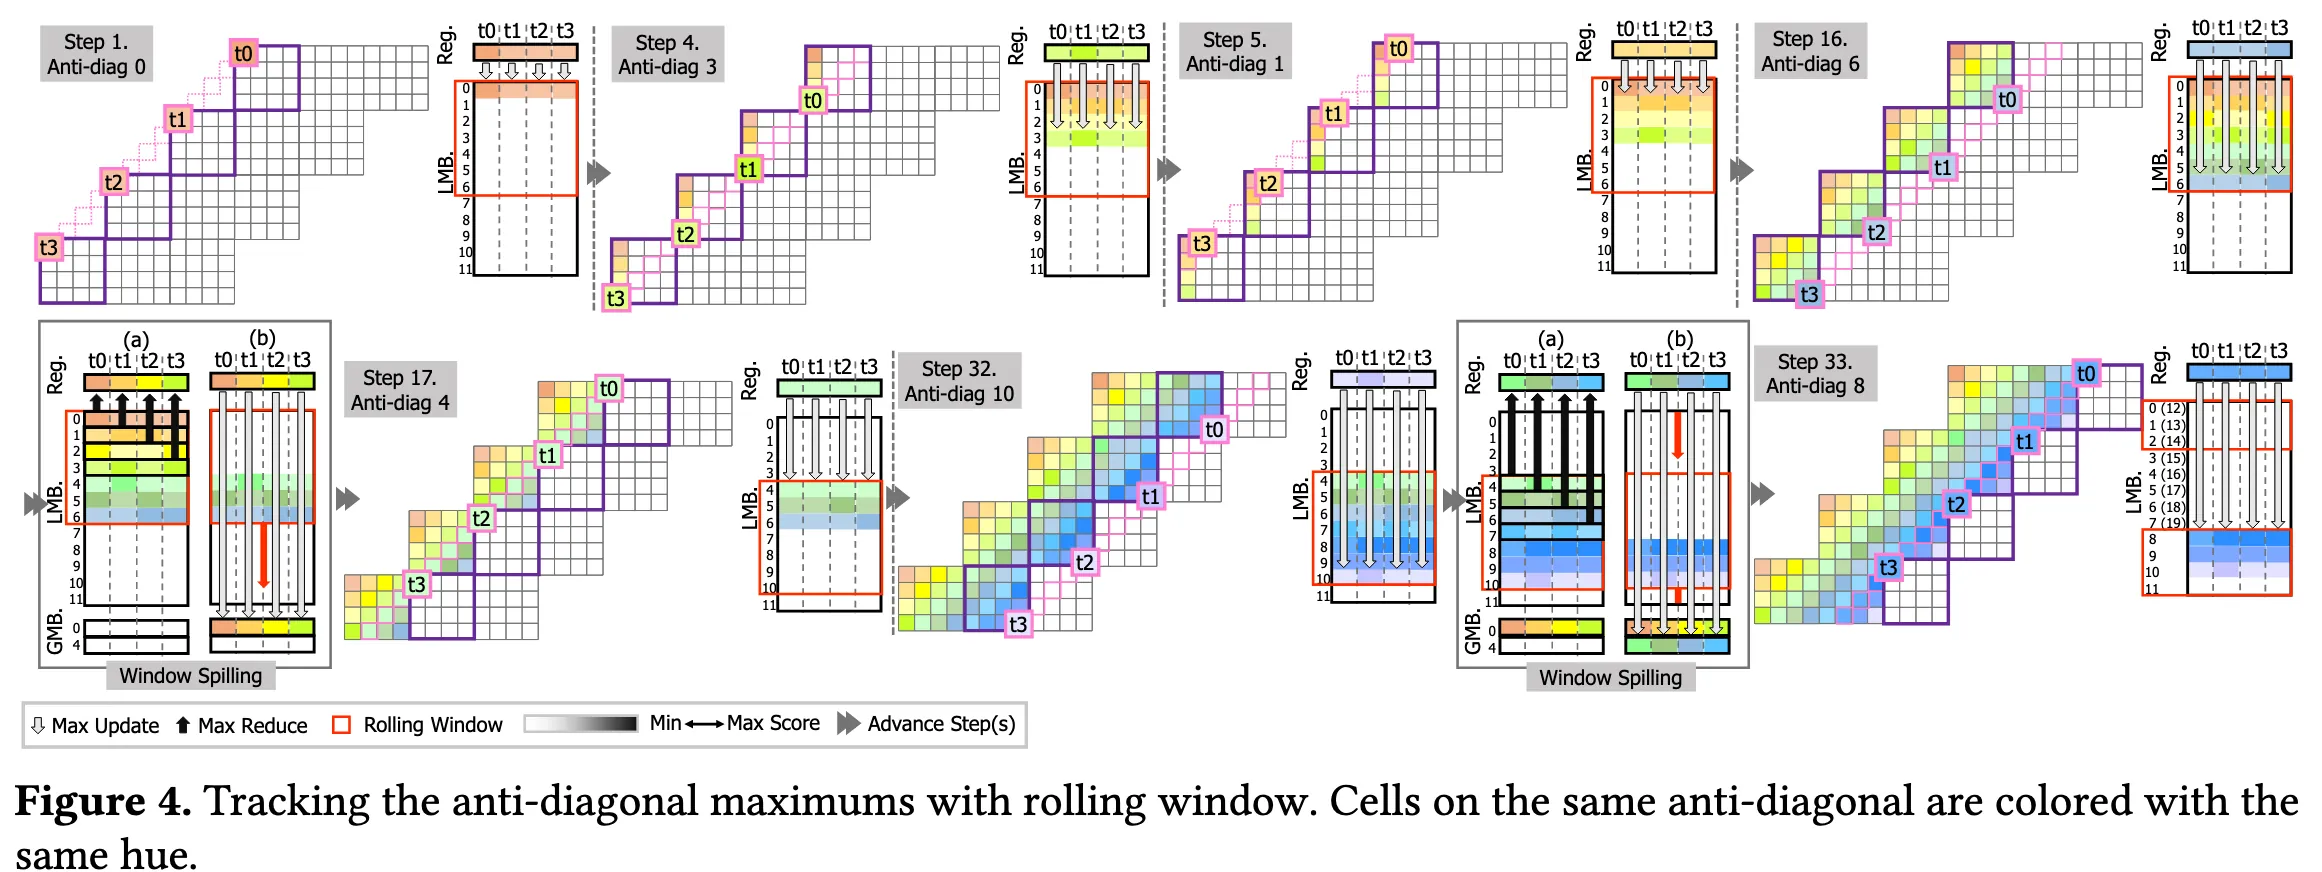 Step 1.
Anti-diag 0
t0
t1
t2
t3
Reg.
t0 t1 t2 t3
LMB.
0
1
2
3
4
5
6
7
8
9
10
11
Step 4.
Anti-diag 3
t0
t1
t2
t3
Reg.
t0 t1 t2 t3
LMB.
0
1
2
3
4
5
6
7
8
9
10
11
Step 5.
Anti-diag 1
t0
t1
t2
t3
Reg.
t0 t1 t2 t3
LMB.
0
1
2
3
4
5
6
7
8
9
10
11
Step 16.
Anti-diag 6
t0
t1
t2
t3
Reg.
t0 t1 t2 t3
LMB.
0
1
2
3
4
5
6
7
8
9
10
11
(a) (b)
Reg.
t0 t1 t2 t3 t0 t1 t2 t3
LMB.
0
1
2
3
4
5
6
7
8
9
10
11
GMB.
0
4
Window Spilling
Step 17.
Anti-diag 4
t0
t1
t2
t3
Reg.
t0 t1 t2 t3
LMB.
0
1
2
3
4
5
6
7
8
9
10
11
Step 32.
Anti-diag 10
t0
t1
t2
t3
Reg.
t0 t1 t2 t3
LMB.
0
1
2
3
4
5
6
7
8
9
10
11
(a) (b)
Reg.
t0 t1 t2 t3 t0 t1 t2 t3
LMB.
0
1
2
3
4
5
6
7
8
9
10
11
GMB.
0
4
Window Spilling
Step 33.
Anti-diag 8
t0
t1
t2
t3
Reg.
t0 t1 t2 t3
LMB.
0 (12)
1 (13)
2 (14)
3 (15)
4 (16)
5 (17)
6 (18)
7 (19)
8
9
10
11
Max Update Max Reduce Rolling Window Min Max Score Advance Step(s)
Figure 4. Tracking the anti-diagonal maximums with rolling window. Cells on the same anti-diagonal are colored with the
same hue.